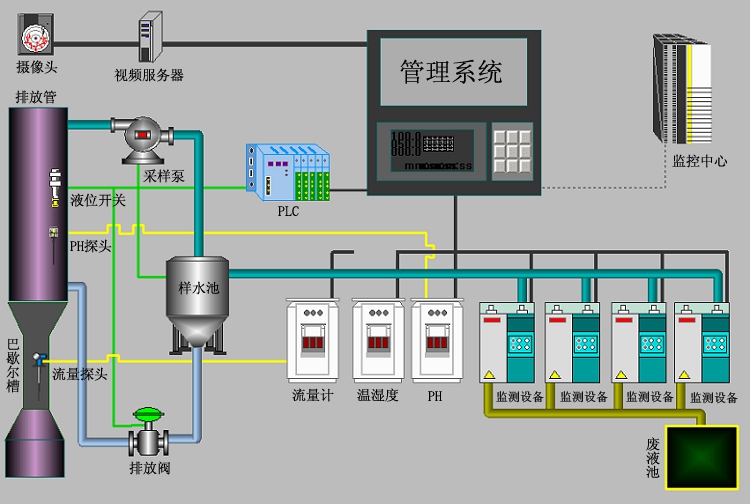 摄像头
视频服务器
管理系统
监控中心
排放管
采样泵
液位开关
PLC
PH探头
样水池
巴歇尔槽
流量探头
排放阀
流量计
温湿度
PH
监测设备
监测设备
监测设备
监测设备
废液池